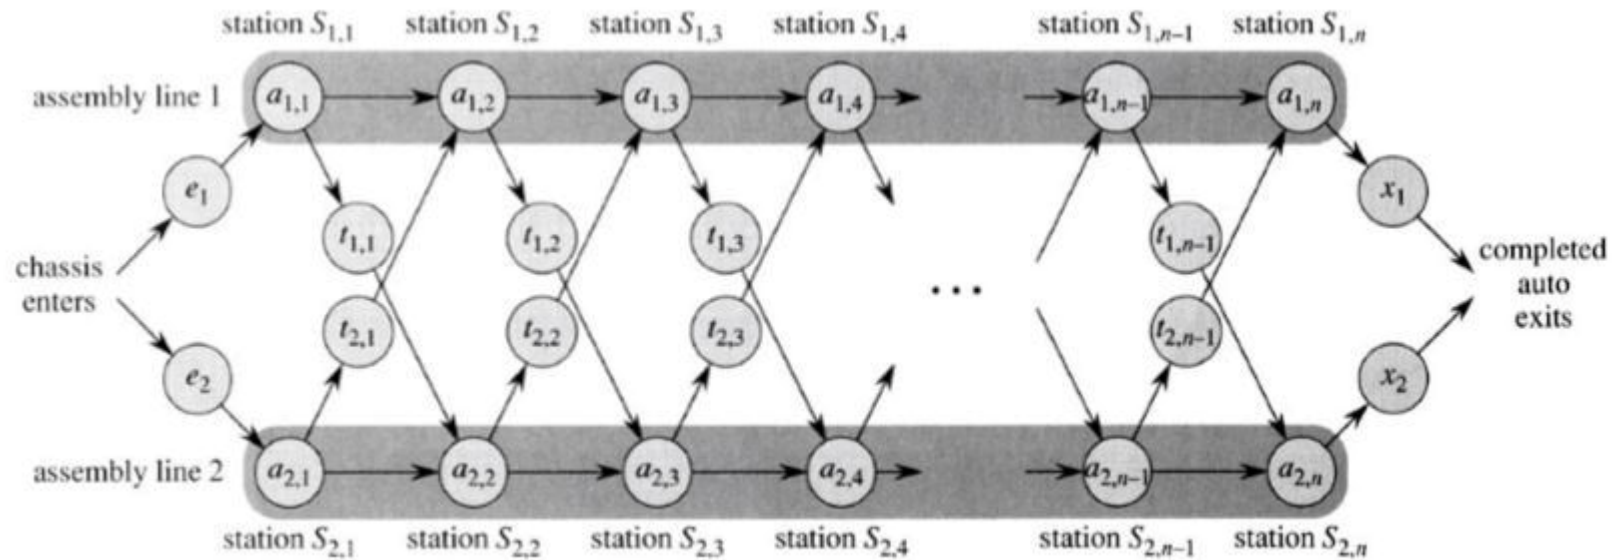 station S1,1 station S1,2 station S1,3 station S1,4 station S1,n–1 station S1,n
assembly line 1 a1,1 a1,2 a1,3 a1,4 a1,n–1 a1,n
e1 x1
t1,1 t1,2 t1,3 t1,n–1
chassis
enters
completed
auto
exits
...
t2,1 t2,2 t2,3 t2,n–1
e2 x2
assembly line 2 a2,1 a2,2 a2,3 a2,4 a2,n–1 a2,n
station S2,1 station S2,2 station S2,3 station S2,4 station S2,n–1 station S2,n